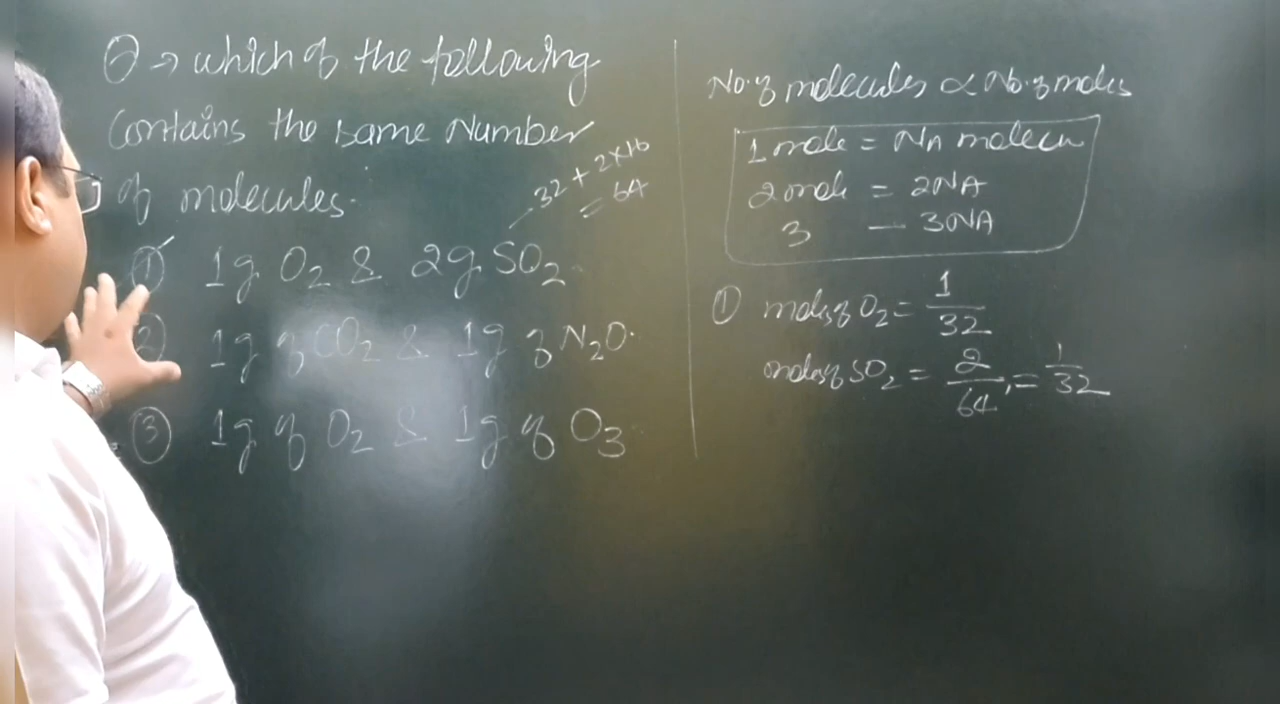 Q → which of the following
contains the same Number
of molecules.
32 + 2×16
= 64
① 1g O2 & 2g SO2.
② 1g of CO2 & 1g of N2O.
③ 1g of O2 & 1g of O3.
No. of molecules ∝ No. of moles
1 mole = NA molecu
2 mole = 2NA
3 — 3NA
① moles of O2 = 1/32
moles of SO2 = 2/64 = 1/32